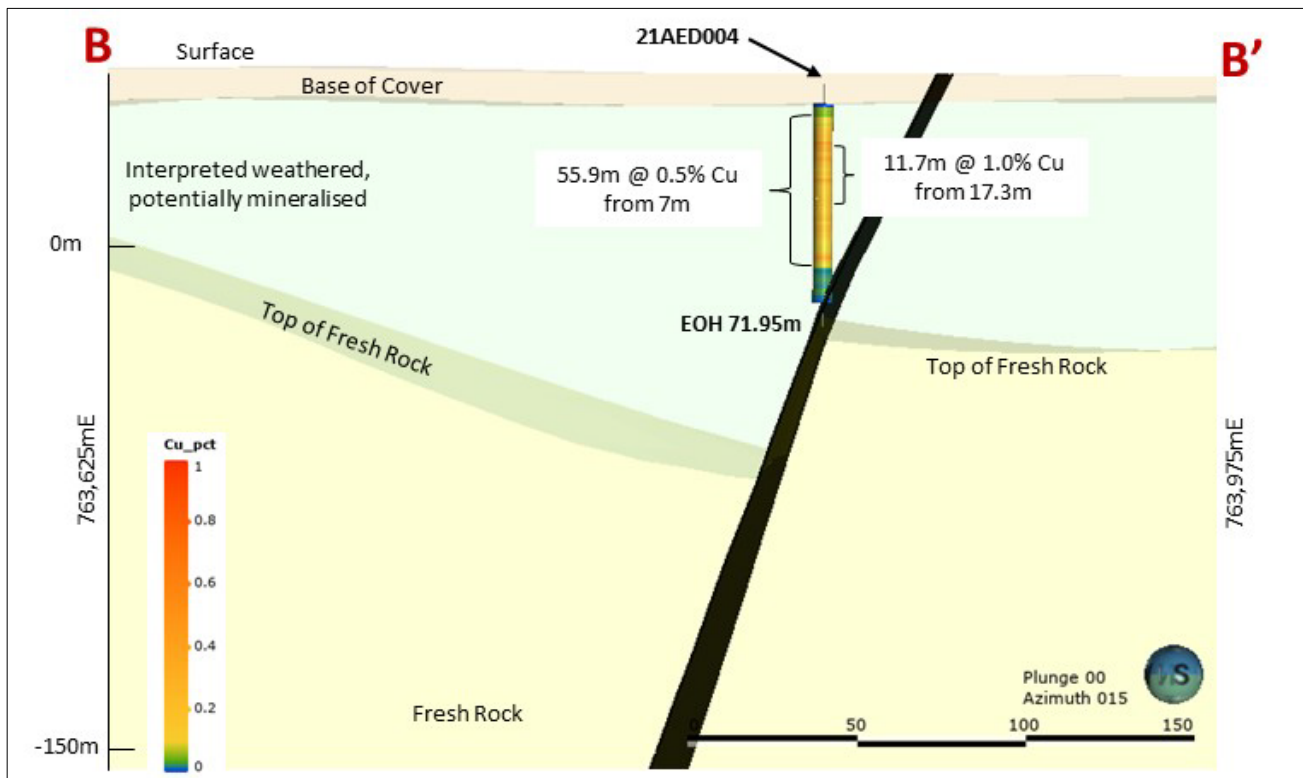 B
Surface
21AED004
B’
Base of Cover
Interpreted weathered,
potentially mineralised
55.9m @ 0.5% Cu
from 7m
11.7m @ 1.0% Cu
from 17.3m
0m
EOH 71.95m
Top of Fresh Rock
Top of Fresh Rock
763,625mE
763,975mE
Cu_pct
1
0.8
0.6
0.4
0.2
0
Fresh Rock
-150m
Plunge 00
Azimuth 015
S
0
50
100
150